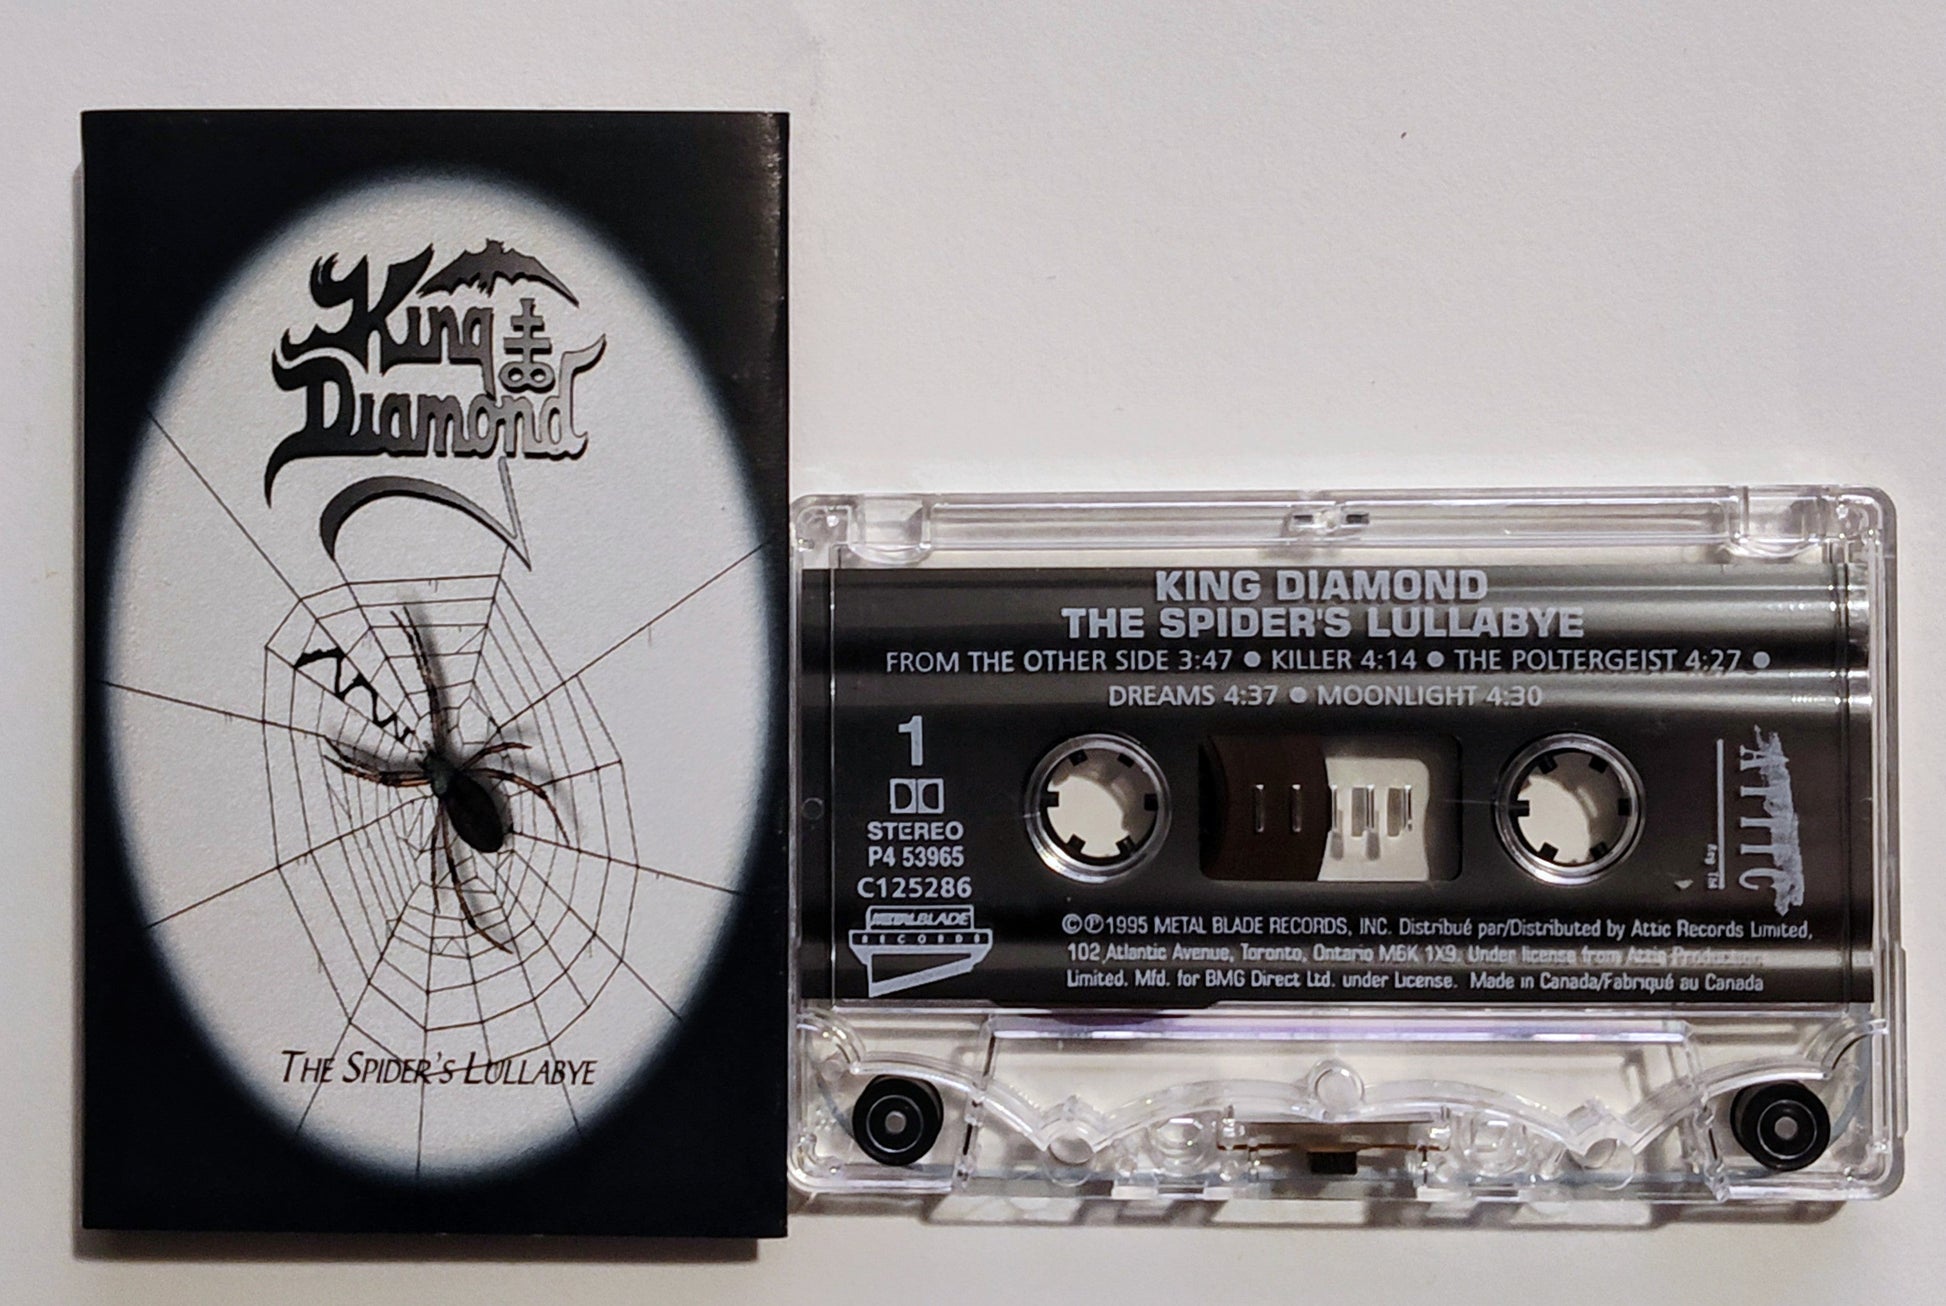 King
Diamond
THE SPIDER'S LULLABYE
KING DIAMOND
THE SPIDER'S LULLABYE
FROM THE OTHER SIDE 3:47 ● KILLER 4:14 ● THE POLTERGEIST 4:27 ●
DREAMS 4:37 ● MOONLIGHT 4:30
1
STEREO
P4 53965
C125286
METAL BLADE
RECORDS
ATTIC
Reg TM
©℗1995 METAL BLADE RECORDS, INC. Distribué par/Distributed by Attic Records Limited,
102 Atlantic Avenue, Toronto, Ontario M6K 1X9. Under license from Attic Production
Limited. Mfd. for BMG Direct Ltd. under License. Made in Canada/Fabriqué au Canada